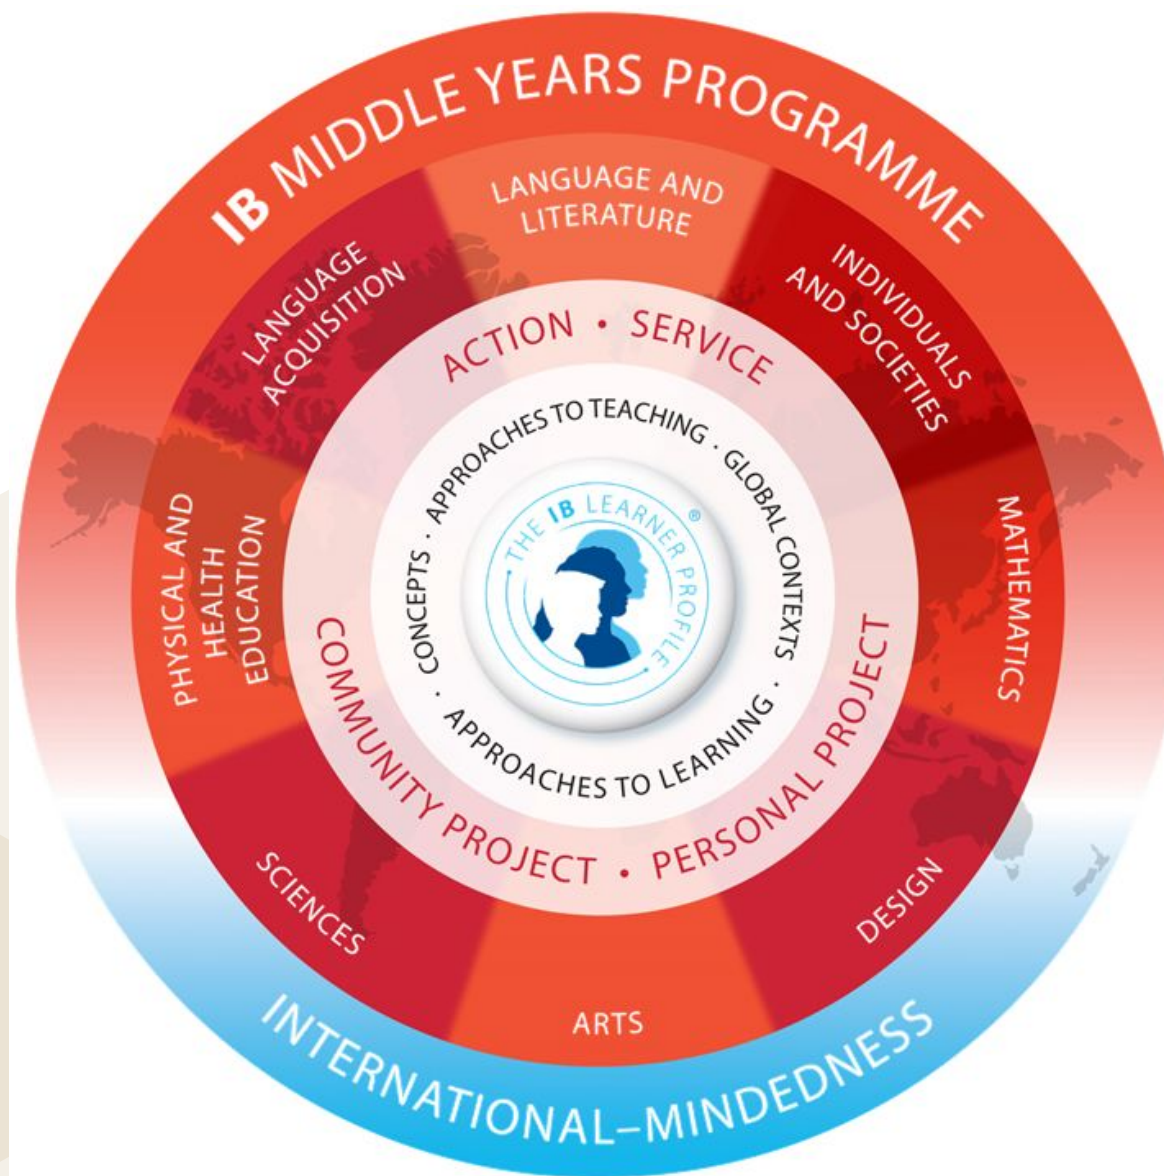 IB MIDDLE YEARS PROGRAMME
LANGUAGE AND
LITERATURE
INDIVIDUALS
AND SOCIETIES
MATHEMATICS
DESIGN
ARTS
SCIENCES
PHYSICAL AND
HEALTH
EDUCATION
LANGUAGE
ACQUISITION
ACTION • SERVICE
COMMUNITY PROJECT • PERSONAL PROJECT
APPROACHES TO TEACHING · GLOBAL CONTEXTS ·
CONCEPTS · APPROACHES TO LEARNING ·
• THE IB LEARNER PROFILE • ®
INTERNATIONAL–MINDEDNESS